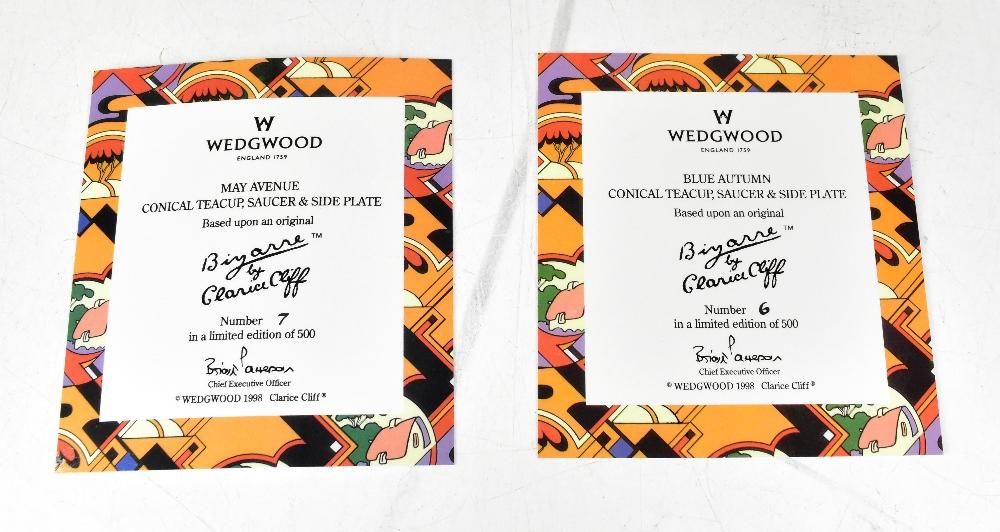 WEDGWOOD
ENGLAND 1759
MAY AVENUE
CONICAL TEACUP, SAUCER & SIDE PLATE
Based upon an original
Bizarre™
by
Clarice Cliff
Number 7
in a limited edition of 500
Chief Executive Officer
© WEDGWOOD 1998 Clarice Cliff®
WEDGWOOD
ENGLAND 1759
BLUE AUTUMN
CONICAL TEACUP, SAUCER & SIDE PLATE
Based upon an original
Bizarre™
by
Clarice Cliff
Number 6
in a limited edition of 500
Chief Executive Officer
© WEDGWOOD 1998 Clarice Cliff®